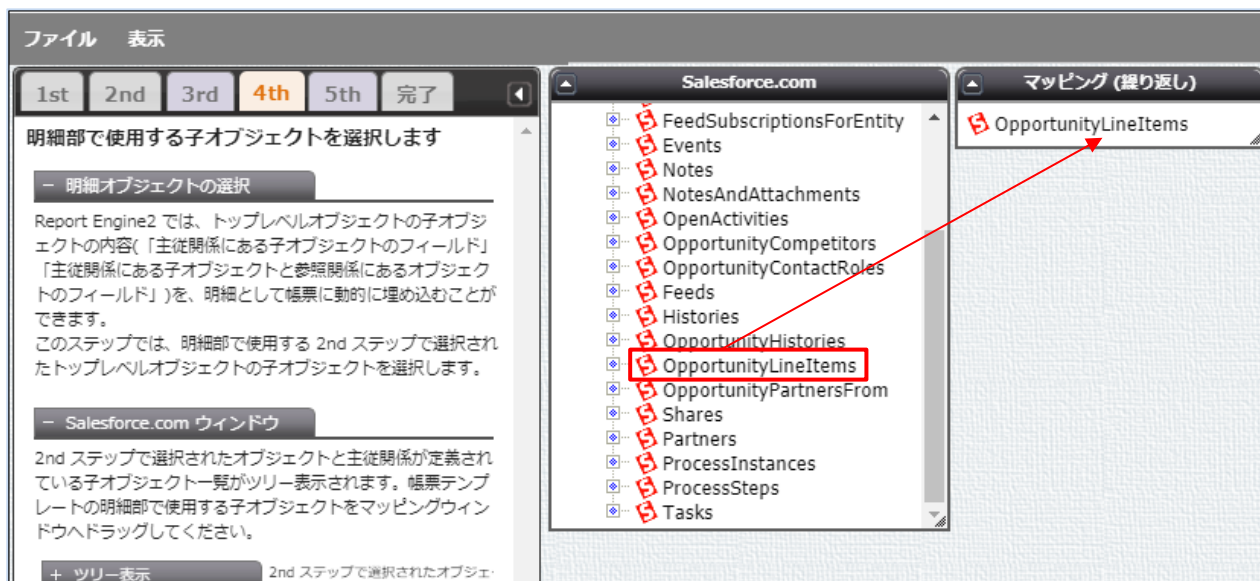 ファイル 表示
1st 2nd 3rd 4th 5th 完了
明細部で使用する子オブジェクトを選択します
− 明細オブジェクトの選択
Report Engine2 では、トップレベルオブジェクトの子オブジ
ェクトの内容(「主従関係にある子オブジェクトのフィールド」
「主従関係にある子オブジェクトと参照関係にあるオブジェク
トのフィールド」)を、明細として帳票に動的に埋め込むことが
できます。
このステップでは、明細部で使用する 2nd ステップで選択され
たトップレベルオブジェクトの子オブジェクトを選択します。
− Salesforce.com ウィンドウ
2nd ステップで選択されたオブジェクトと主従関係が定義され
ている子オブジェクト一覧がツリー表示されます。帳票テンプ
レートの明細部で使用する子オブジェクトをマッピングウィン
ドウへドラッグしてください。
+ ツリー表示
2nd ステップで選択されたオブジェ
Salesforce.com
FeedSubscriptionsForEntity
Events
Notes
NotesAndAttachments
OpenActivities
OpportunityCompetitors
OpportunityContactRoles
Feeds
Histories
OpportunityHistories
OpportunityLineItems
OpportunityPartnersFrom
Shares
Partners
ProcessInstances
ProcessSteps
Tasks
マッピング (繰り返し)
OpportunityLineItems